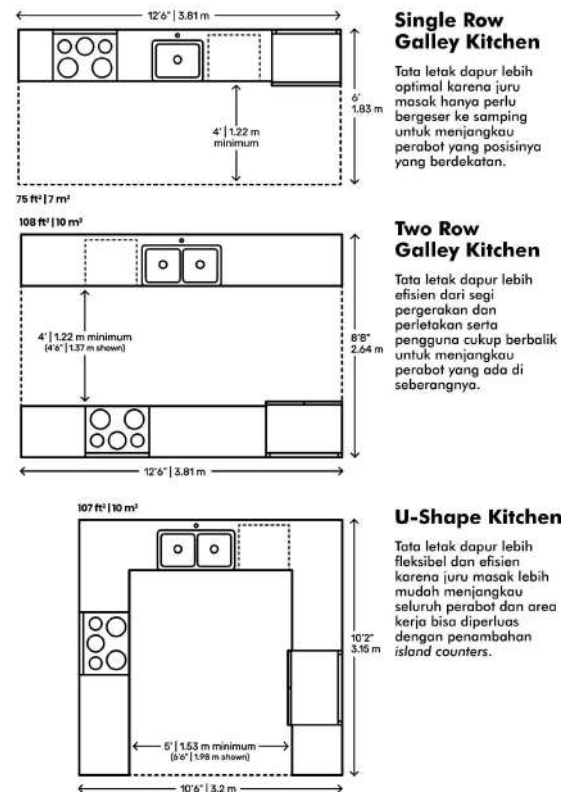 12'6" | 3.81 m
Single Row
Galley Kitchen
Tata letak dapur lebih
optimal karena juru
masak hanya perlu
bergeser ke samping
untuk menjangkau
perabot yang posisinya
yang berdekatan.
6'
1.83 m
4' | 1.22 m
minimum
75 ft² | 7 m²
108 ft² | 10 m²
Two Row
Galley Kitchen
Tata letak dapur lebih
efisien dari segi
pergerakan dan
perletakan serta
pengguna cukup berbalik
untuk menjangkau
perabot yang ada di
seberangnya.
4' | 1.22 m minimum
(4'6" | 1.37 m shown)
8'8"
2.64 m
12'6" | 3.81 m
107 ft² | 10 m²
U-Shape Kitchen
Tata letak dapur lebih
fleksibel dan efisien
karena juru masak lebih
mudah menjangkau
seluruh perabot dan area
kerja bisa diperluas
dengan penambahan
island counters.
10'2"
3.15 m
5' | 1.53 m minimum
(6'6" | 1.98 m shown)
10'6" | 3.2 m